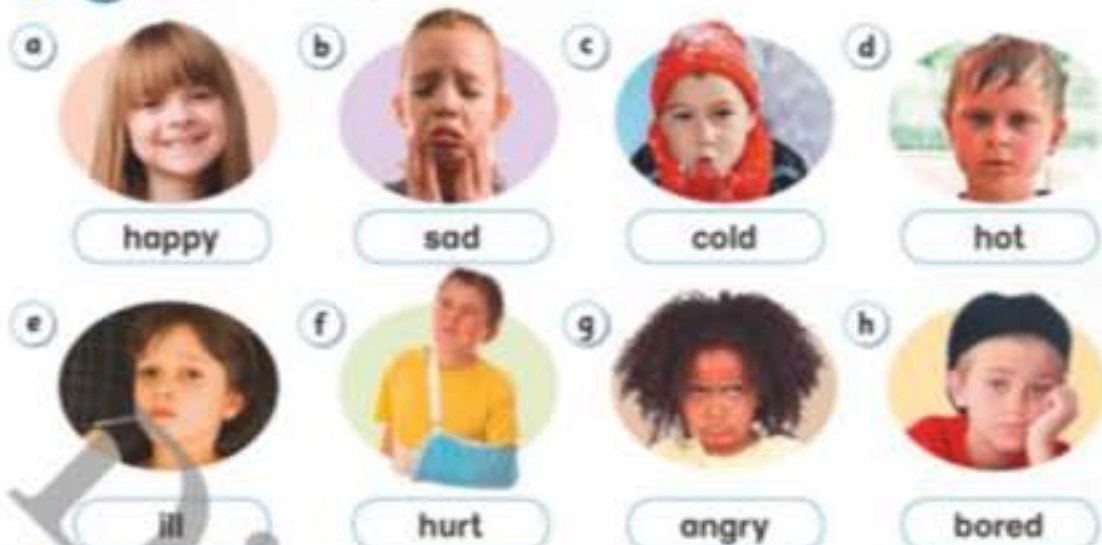 a b c d
happy sad cold hot
e f g h
ill hurt angry bored